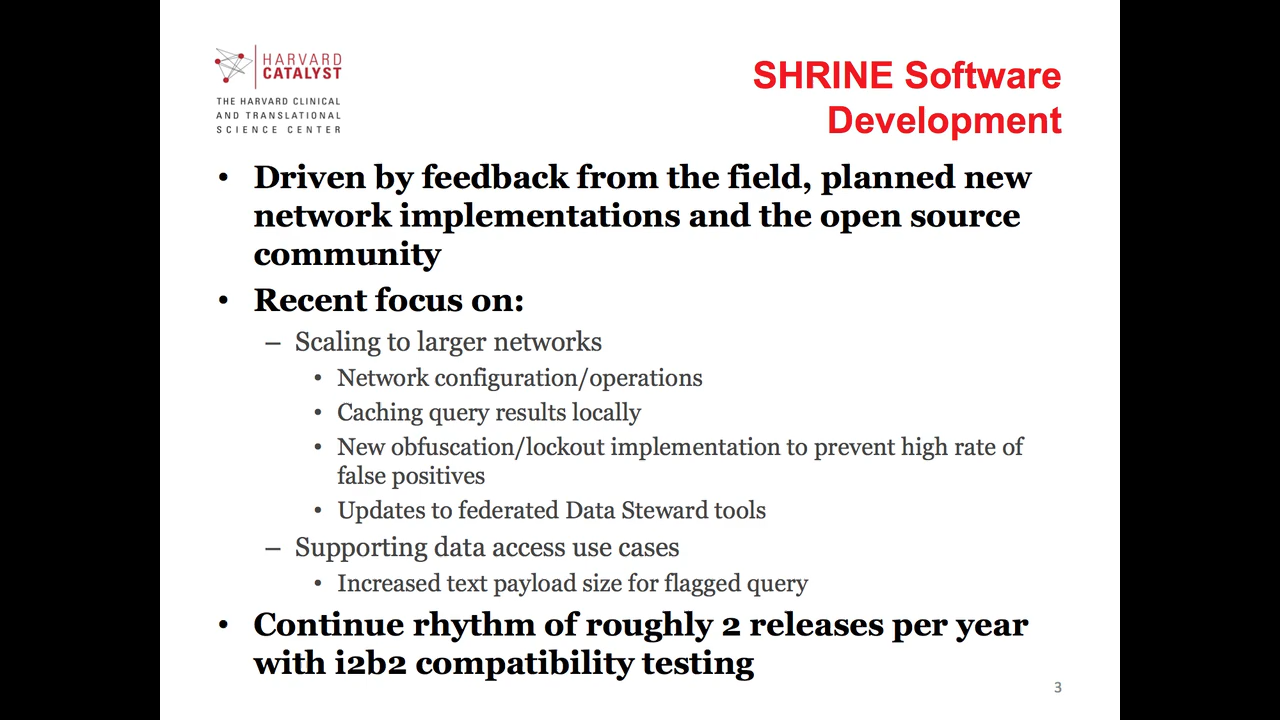 HARVARD
CATALYST
THE HARVARD CLINICAL
AND TRANSLATIONAL
SCIENCE CENTER
SHRINE Software
Development
• Driven by feedback from the field, planned new
network implementations and the open source
community
• Recent focus on:
– Scaling to larger networks
• Network configuration/operations
• Caching query results locally
• New obfuscation/lockout implementation to prevent high rate of
false positives
• Updates to federated Data Steward tools
– Supporting data access use cases
• Increased text payload size for flagged query
• Continue rhythm of roughly 2 releases per year
with i2b2 compatibility testing
3